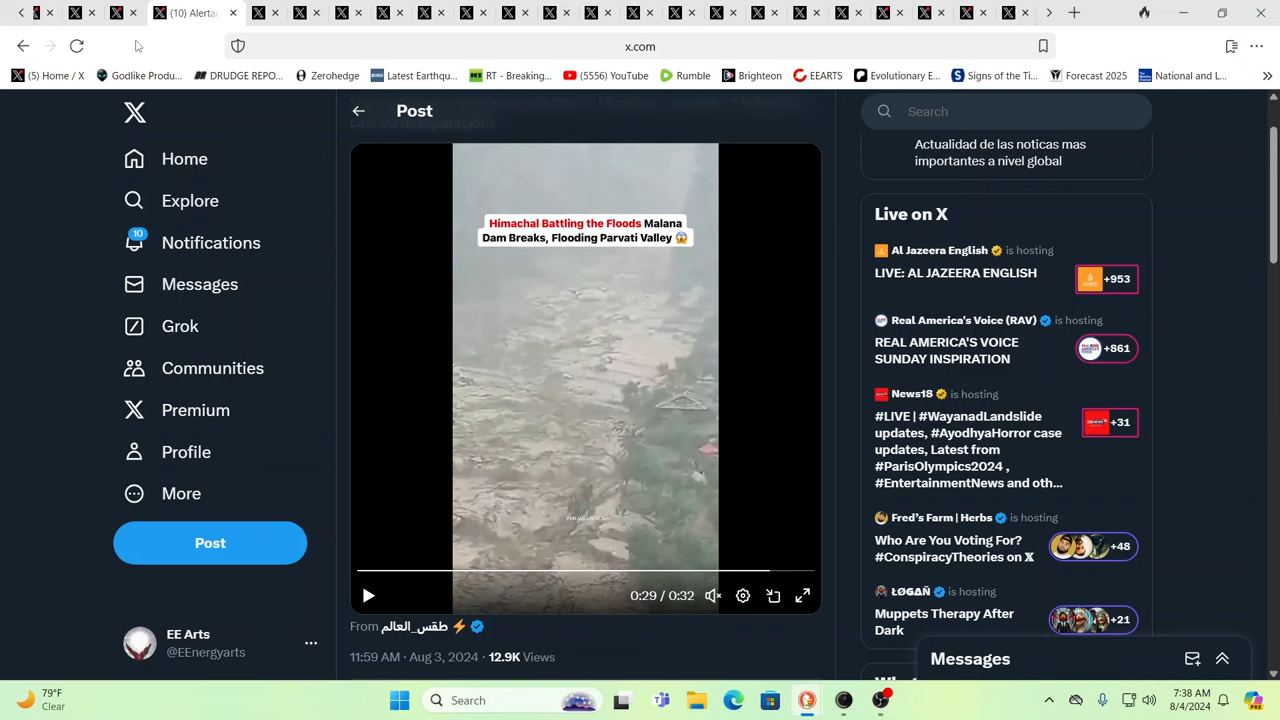 (10) Alertag
x.com
(5) Home / X
Godlike Produ...
DRUDGE REPO...
Zerohedge
Latest Earthqu...
RT - Breaking...
(5556) YouTube
Rumble
Brighteon
EEARTS
Evolutionary E...
Signs of the Ti...
Forecast 2025
National and L...
Post
casi 50 desaparecidos
Search
Home
Explore
10
Notifications
Messages
Grok
Communities
Premium
Profile
More
Post
EE Arts
@EEnergyarts
Himachal Battling the Floods Malana
Dam Breaks, Flooding Parvati Valley 😱
0:29 / 0:32
From طقس_العالم ⚡
11:59 AM · Aug 3, 2024 · 12.9K Views
Actualidad de las noticas mas
importantes a nivel global
Live on X
Al Jazeera English is hosting
LIVE: AL JAZEERA ENGLISH
+953
Real America's Voice (RAV) is hosting
REAL AMERICA'S VOICE
SUNDAY INSPIRATION
+861
News18 is hosting
#LIVE | #WayanadLandslide
updates, #AyodhyaHorror case
updates, Latest from
#ParisOlympics2024 ,
#EntertainmentNews and oth...
+31
Fred's Farm | Herbs is hosting
Who Are You Voting For?
#ConspiracyTheories on X
+48
ŁØGΔÑ is hosting
Muppets Therapy After
Dark
+21
Messages
79°F
Clear
Search
7:38 AM
8/4/2024